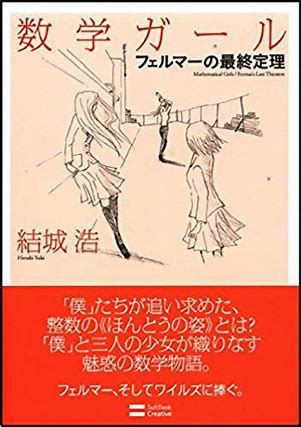 数学ガール
フェルマーの最終定理
Mathematical Girls / Fermat's Last Theorem
結城 浩
Hiroshi Yuki
「僕」たちが追い求めた、
整数の《ほんとうの姿》とは?
「僕」と三人の少女が織りなす
魅惑の数学物語。
フェルマー、そしてワイルズに捧ぐ。
SoftBank
Creative